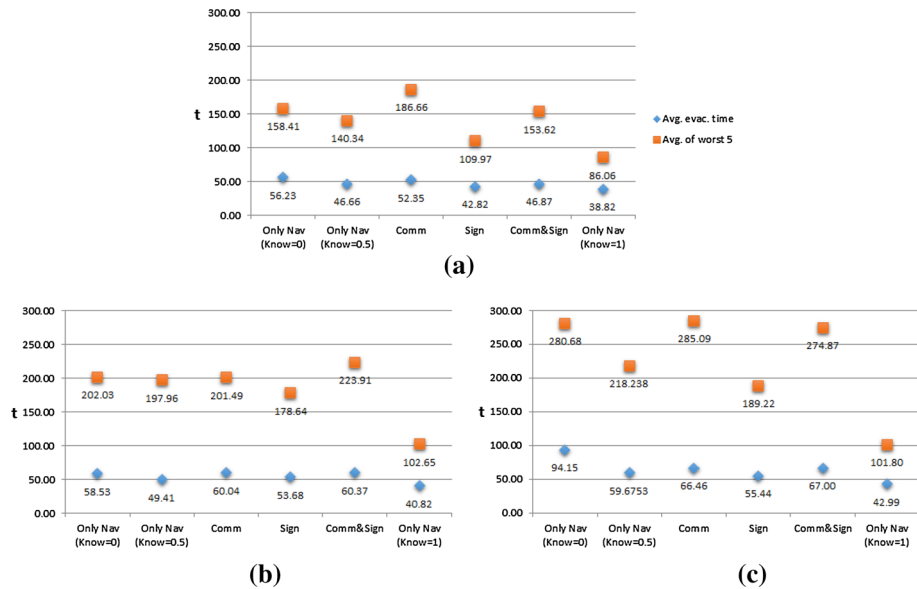 300.00
250.00
200.00
t 150.00
100.00
50.00
0.00
158.41 140.34 186.66 109.97 153.62 86.06
56.23 46.66 52.35 42.82 46.87 38.82
Only Nav (Know=0) Only Nav (Know=0.5) Comm Sign Comm&Sign Only Nav (Know=1)
Avg. evac. time
Avg. of worst 5
(a)
300.00
250.00
200.00
t 150.00
100.00
50.00
0.00
202.03 197.96 201.49 178.64 223.91 102.65
58.53 49.41 60.04 53.68 60.37 40.82
Only Nav (Know=0) Only Nav (Know=0.5) Comm Sign Comm&Sign Only Nav (Know=1)
(b)
300.00
250.00
200.00
t 150.00
100.00
50.00
0.00
280.68 218.238 285.09 189.22 274.87 101.80
94.15 59.6753 66.46 55.44 67.00 42.99
Only Nav (Know=0) Only Nav (Know=0.5) Comm Sign Comm&Sign Only Nav (Know=1)
(c)